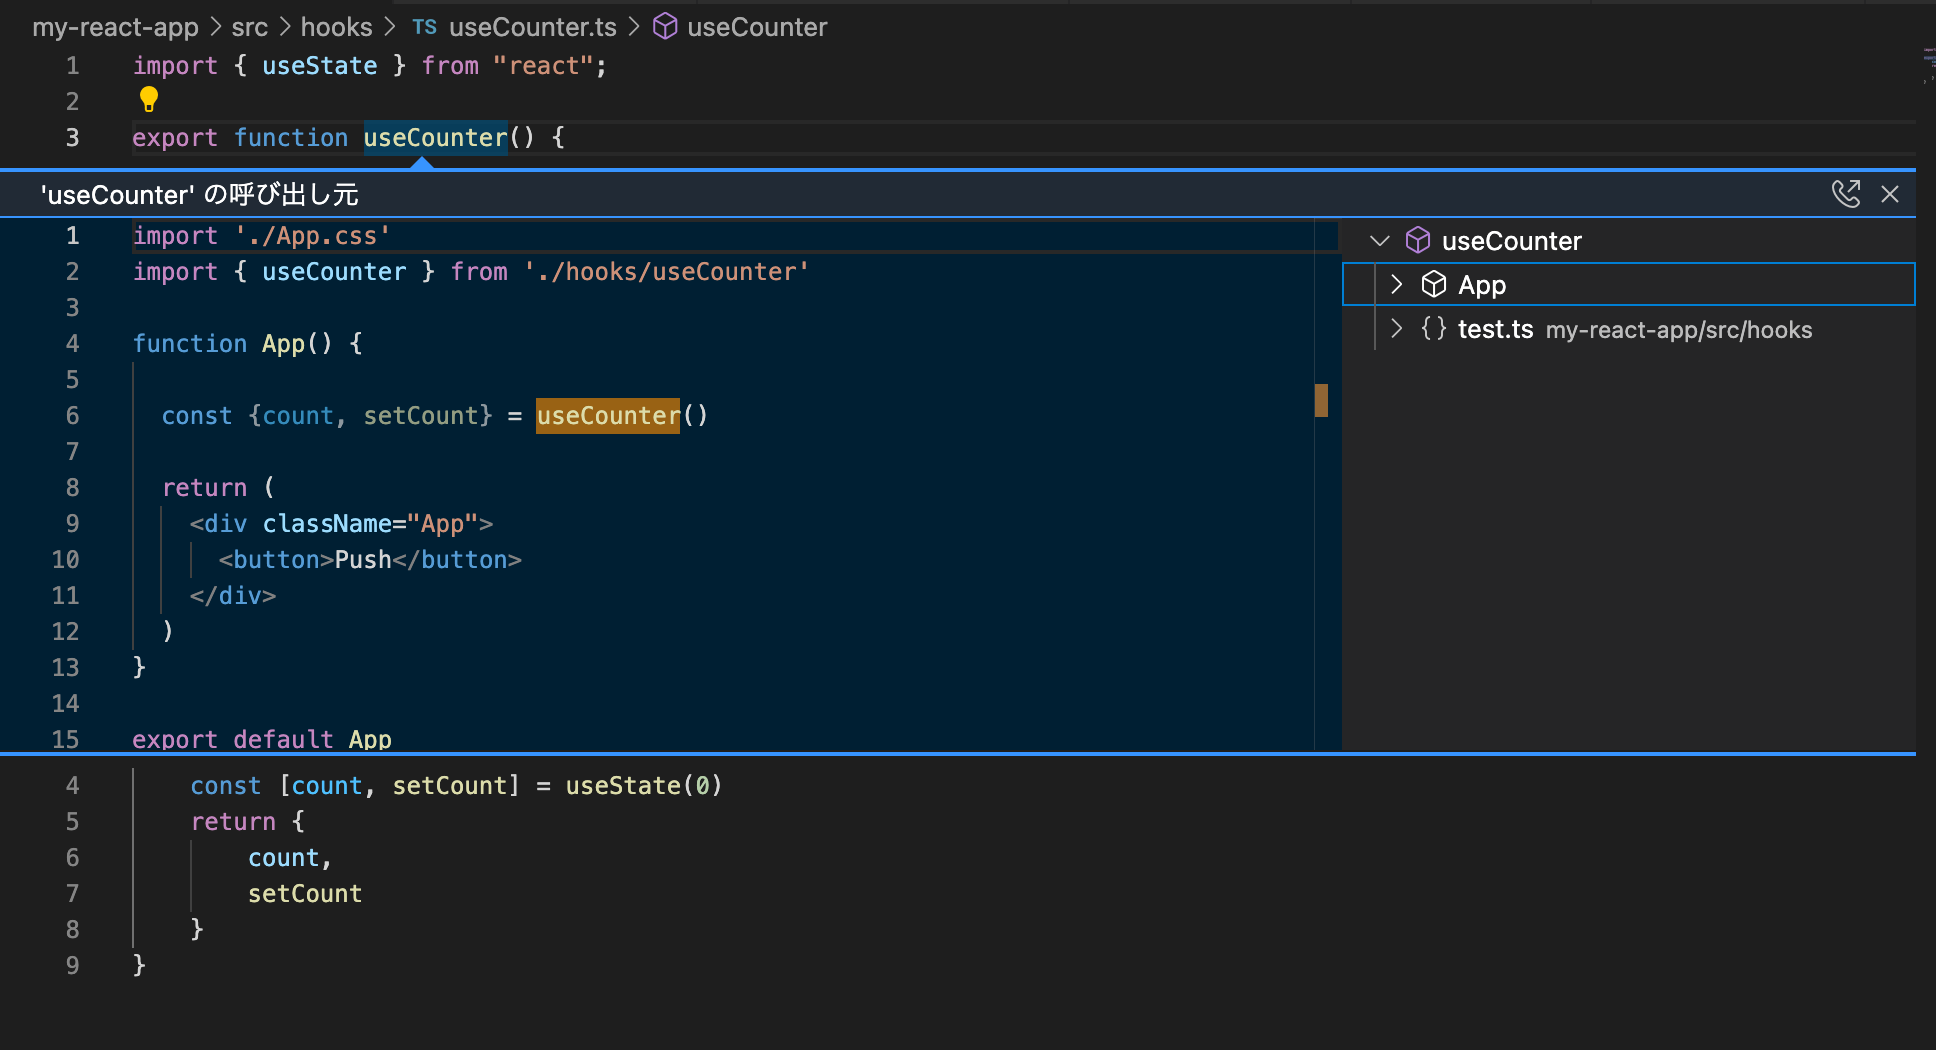 my-react-app > src > hooks > TS useCounter.ts > useCounter
1 import { useState } from "react";
2
3 export function useCounter() {
'useCounter' の呼び出し元
1 import './App.css'
2 import { useCounter } from './hooks/useCounter'
3
4 function App() {
5
6 const {count, setCount} = useCounter()
7
8 return (
9 <div className="App">
10 <button>Push</button>
11 </div>
12 )
13 }
14
15 export default App
useCounter
App
{} test.ts my-react-app/src/hooks
4 const [count, setCount] = useState(0)
5 return {
6 count,
7 setCount
8 }
9 }